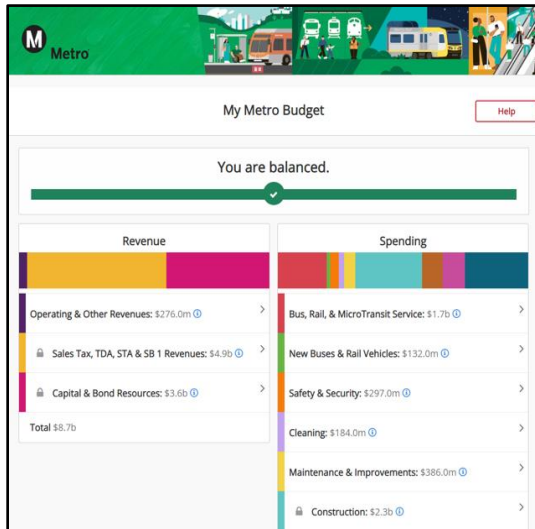 M
Metro
My Metro Budget
Help
You are balanced.
Revenue
Operating & Other Revenues: $276.0m
Sales Tax, TDA, STA & SB 1 Revenues: $4.9b
Capital & Bond Resources: $3.6b
Total $8.7b
Spending
Bus, Rail, & MicroTransit Service: $1.7b
New Buses & Rail Vehicles: $132.0m
Safety & Security: $297.0m
Cleaning: $184.0m
Maintenance & Improvements: $386.0m
Construction: $2.3b